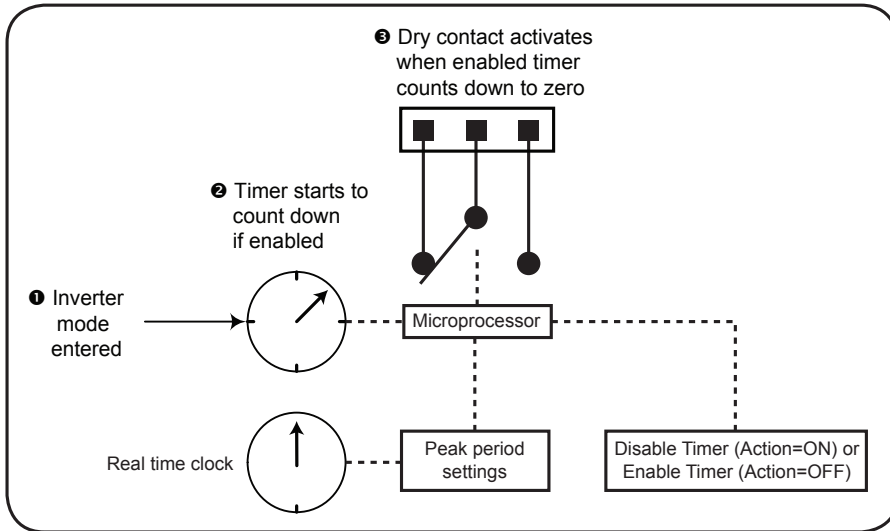 ❸ Dry contact activates
when enabled timer
counts down to zero
❷ Timer starts to
count down
if enabled
❶ Inverter
mode
entered
Microprocessor
Real time clock
Peak period
settings
Disable Timer (Action=ON) or
Enable Timer (Action=OFF)